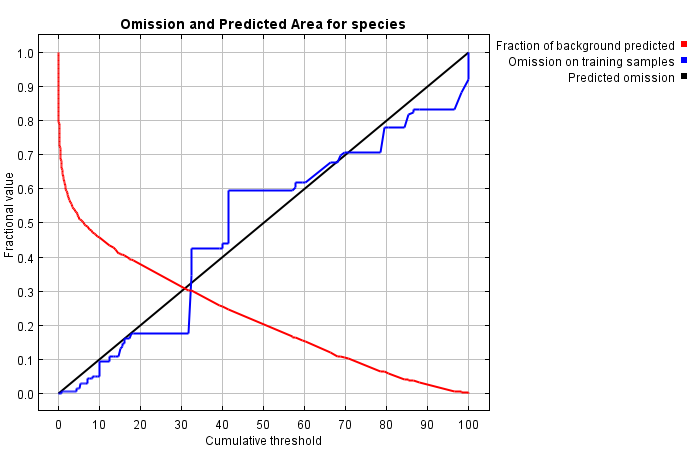 Omission and Predicted Area for species
Fraction of background predicted
Omission on training samples
Predicted omission
Fractional value
1.0
0.9
0.8
0.7
0.6
0.5
0.4
0.3
0.2
0.1
0.0
0 10 20 30 40 50 60 70 80 90 100
Cumulative threshold